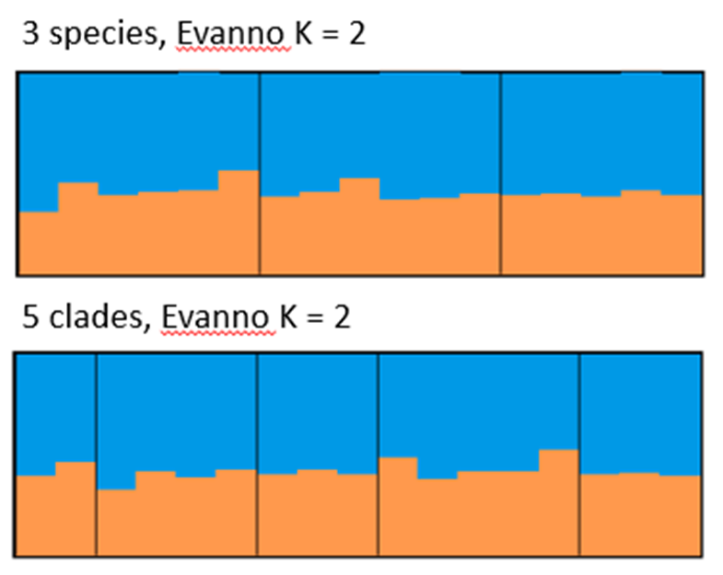 3 species, Evanno K = 2
5 clades, Evanno K = 2